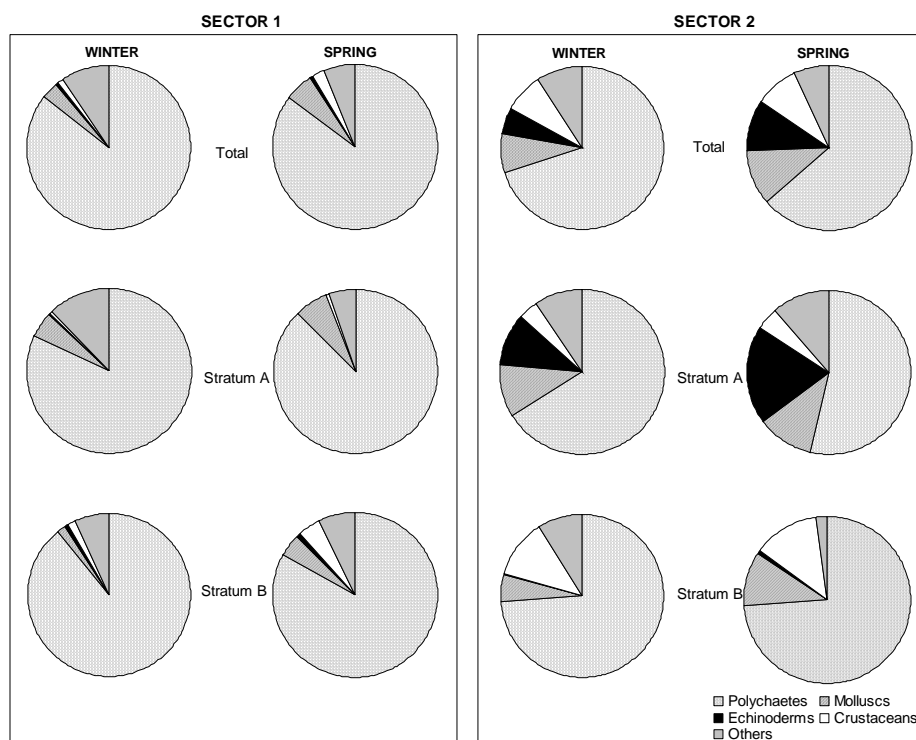 SECTOR 1
SECTOR 2
WINTER
SPRING
WINTER
SPRING
Total
Total
Stratum A
Stratum A
Stratum B
Stratum B
Polychaetes
Molluscs
Echinoderms
Crustaceans
Others